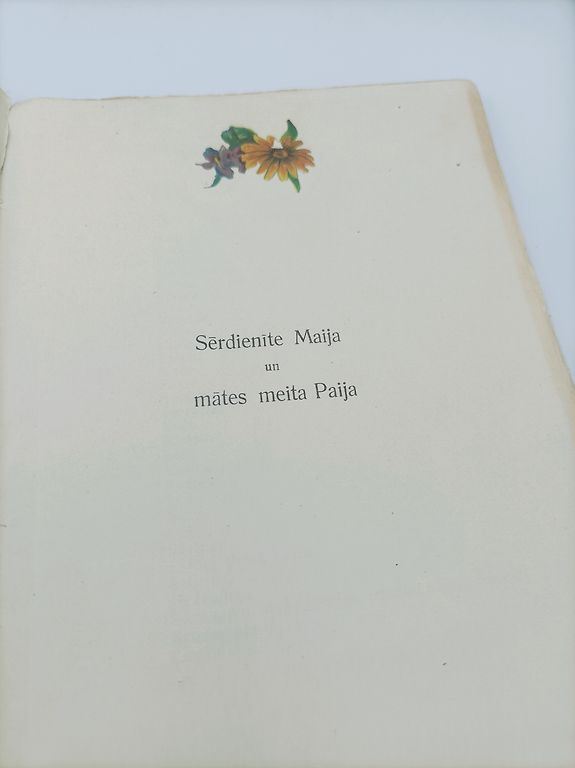 Sērdienīte Maija
un
mātes meita Paija